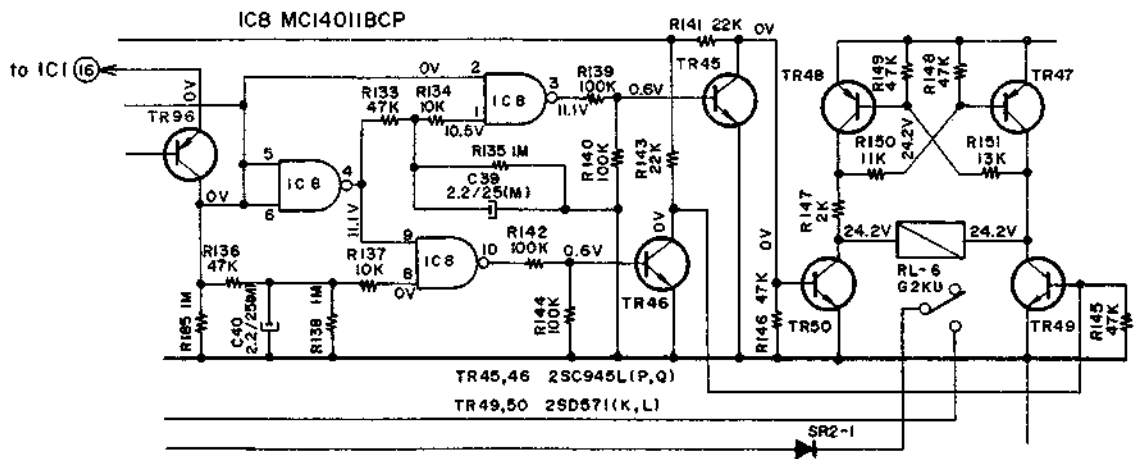 IC8 MC14011BCP
R141 22K
0V
to IC1 16
0V
2
3
R139
100K
TR45
TR48
R149
47K
R148
47K
TR47
0V
R133
47K
R134
10K
1
IC8
11.1V
0.6V
10.5V
TR96
5
4
IC8
6
0V
R135 1M
C39
2.2/25(M)
R140
100K
R143
22K
R150
11K
24.2V
R151
13K
R147
2K
11.1V
9
10
IC8
8
0V
R142
100K
0.6V
0V
0V
24.2V
24.2V
R136
47K
R137
10K
TR46
RL-6
G2KU
R185 1M
C40
R138 1M
R144
100K
R146 47K
TR50
TR49
R145
47K
TR45,46 2SC945L(P,Q)
TR49,50 2SD571(K,L)
SR2-1